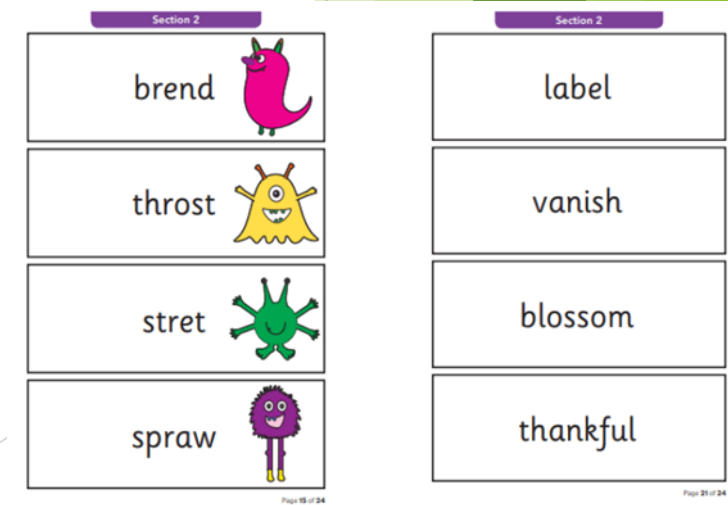 Section 2
brend
throst
stret
spraw
Page 15 of 24
Section 2
label
vanish
blossom
thankful
Page 21 of 24